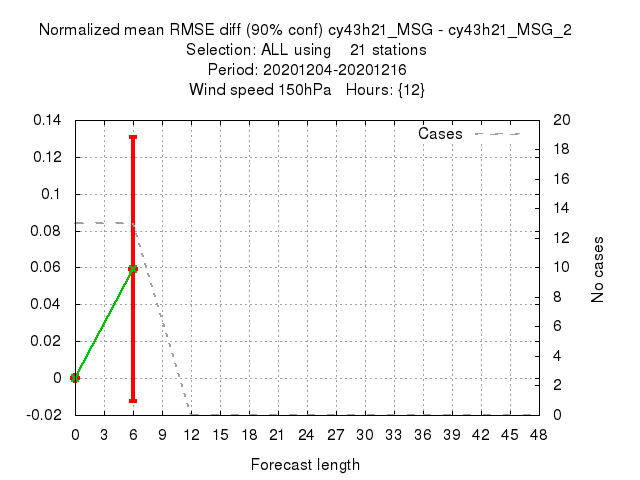 Normalized mean RMSE diff (90% conf) cy43h21_MSG - cy43h21_MSG_2
Selection: ALL using    21 stations
Period: 20201204-20201216
Wind speed 150hPa   Hours: {12}
Cases
0.14
0.12
0.1
0.08
0.06
0.04
0.02
0
-0.02
20
18
16
14
12
10
8
6
4
2
0
No cases
0 3 6 9 12 15 18 21 24 27 30 33 36 39 42 45 48
Forecast length